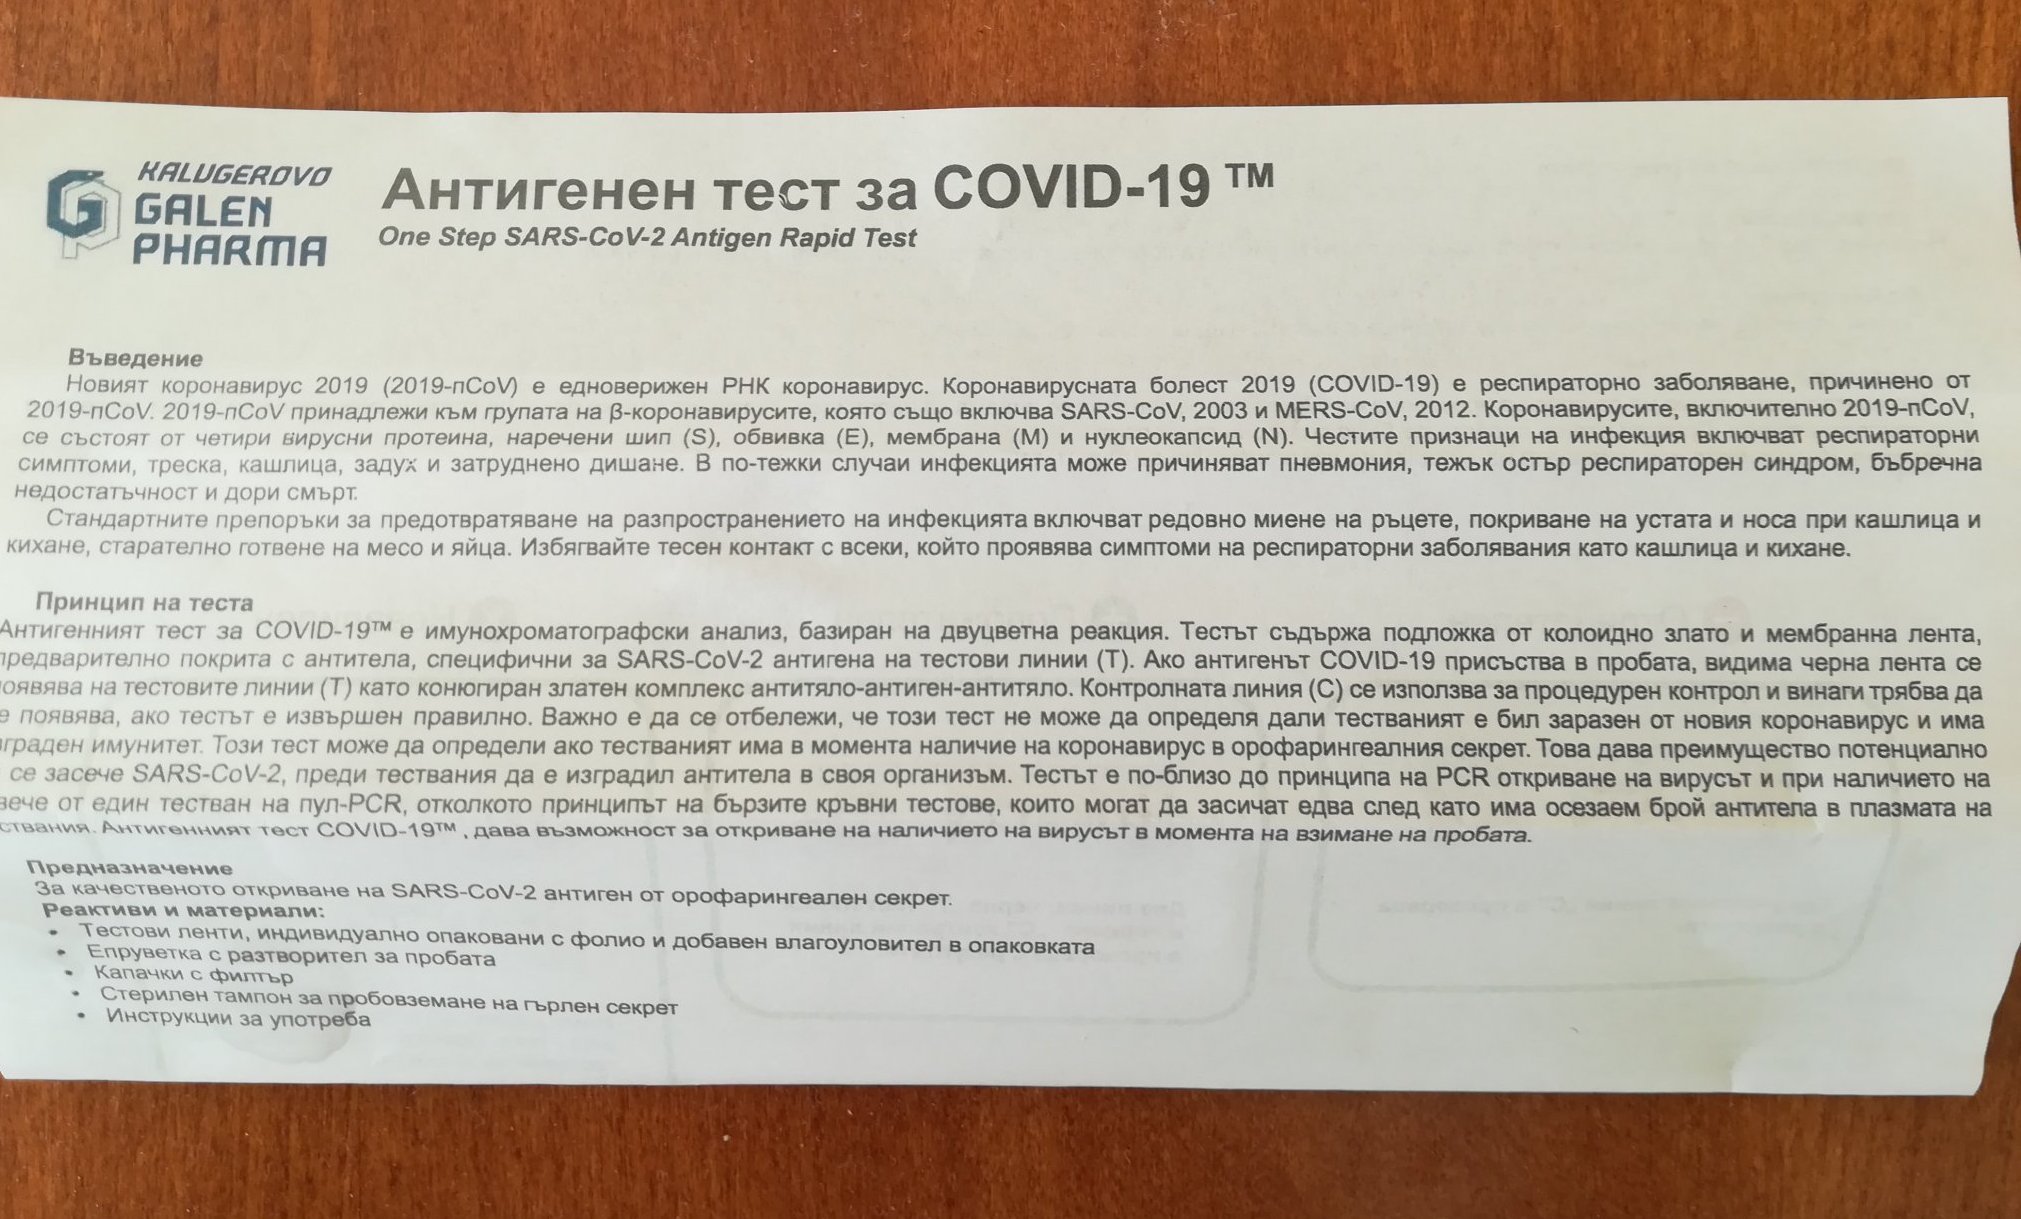 KALUGEROVO
GALEN
PHARMA
Антигенен тест за COVID-19 ™
One Step SARS-CoV-2 Antigen Rapid Test
Въведение
Новият коронавирус 2019 (2019-nCoV) е едноверижен РНК коронавирус. Коронавирусната болест 2019 (COVID-19) е респираторно заболяване, причинено от
2019-nCoV. 2019-nCoV принадлежи към групата на β-коронавирусите, която също включва SARS-CoV, 2003 и MERS-CoV, 2012. Коронавирусите, включително 2019-nCoV,
се състоят от четири вирусни протеина, наречени шип (S), обвивка (E), мембрана (M) и нуклеокапсид (N). Честите признаци на инфекция включват респираторни
симптоми, треска, кашлица, задух и затруднено дишане. В по-тежки случаи инфекцията може причиняват пневмония, тежък остър респираторен синдром, бъбречна
недостатъчност и дори смърт.
Стандартните препоръки за предотвратяване на разпространението на инфекцията включват редовно миене на ръцете, покриване на устата и носа при кашлица и
кихане, старателно готвене на месо и яйца. Избягвайте тесен контакт с всеки, който проявява симптоми на респираторни заболявания като кашлица и кихане.
Принцип на теста
Антигенният тест за COVID-19™ е имунохроматографски анализ, базиран на двуцветна реакция. Тестът съдържа подложка от колоидно злато и мембранна лента,
предварително покрита с антитела, специфични за SARS-CoV-2 антигена на тестови линии (T). Ако антигенът COVID-19 присъства в пробата, видима черна лента се
оявява на тестовите линии (T) като конюгиран златен комплекс антитяло-антиген-антитяло. Контролната линия (C) се използва за процедурен контрол и винаги трябва да
е появява, ако тестът е извършен правилно. Важно е да се отбележи, че този тест не може да определя дали тестваният е бил заразен от новия коронавирус и има
зграден имунитет. Този тест може да определи ако тестваният има в момента наличие на коронавирус в орофарингеалния секрет. Това дава преимущество потенциално
се засече SARS-CoV-2, преди тествания да е изградил антитела в своя организъм. Тестът е по-близо до принципа на PCR откриване на вирусът и при наличието на
вече от един тестван на пул-PCR, отколкото принципът на бързите кръвни тестове, които могат да засичат едва след като има осезаем брой антитела в плазмата на
ствания. Антигенният тест COVID-19™ , дава възможност за откриване на наличието на вирусът в момента на взимане на пробата.
Предназначение
За качественото откриване на SARS-CoV-2 антиген от орофарингеален секрет.
Реактиви и материали:
• Тестови ленти, индивидуално опаковани с фолио и добавен влагоуловител в опаковката
• Епруветка с разтворител за пробата
• Капачки с филтър
• Стерилен тампон за пробовземане на гърлен секрет
• Инструкции за употреба